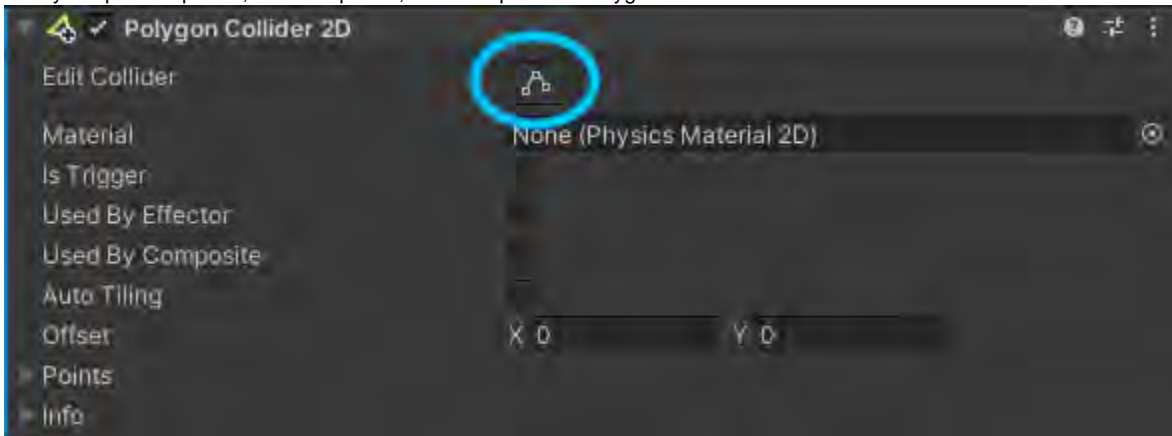 Polygon Collider 2D
Edit Collider
Material None (Physics Material 2D)
Is Trigger
Used By Effector
Used By Composite
Auto Tiling
Offset X 0 Y 0
Points
Info